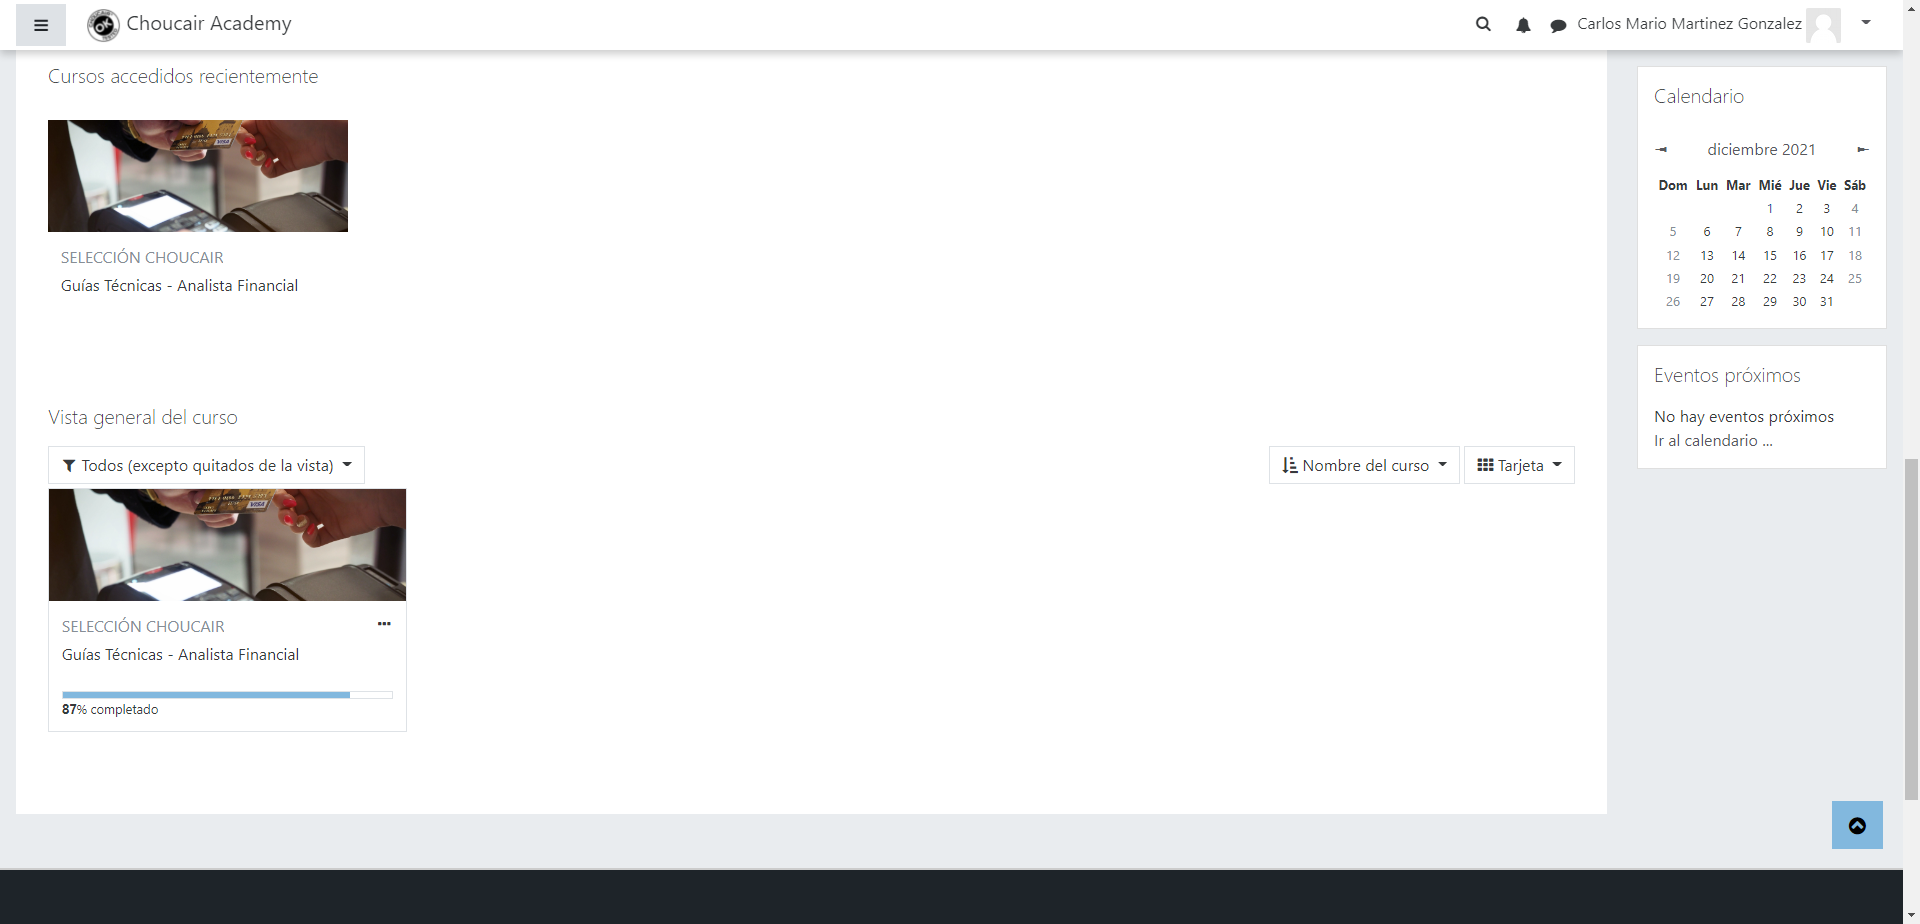 Choucair Academy
Carlos Mario Martinez Gonzalez
Cursos accedidos recientemente
VISA
SELECCIÓN CHOUCAIR
Guías Técnicas - Analista Financial
Vista general del curso
Todos (excepto quitados de la vista)
Nombre del curso
Tarjeta
VISA
SELECCIÓN CHOUCAIR
Guías Técnicas - Analista Financial
87% completado
Calendario
diciembre 2021
Dom Lun Mar Mié Jue Vie Sáb
1 2 3 4
5 6 7 8 9 10 11
12 13 14 15 16 17 18
19 20 21 22 23 24 25
26 27 28 29 30 31
Eventos próximos
No hay eventos próximos
Ir al calendario ...